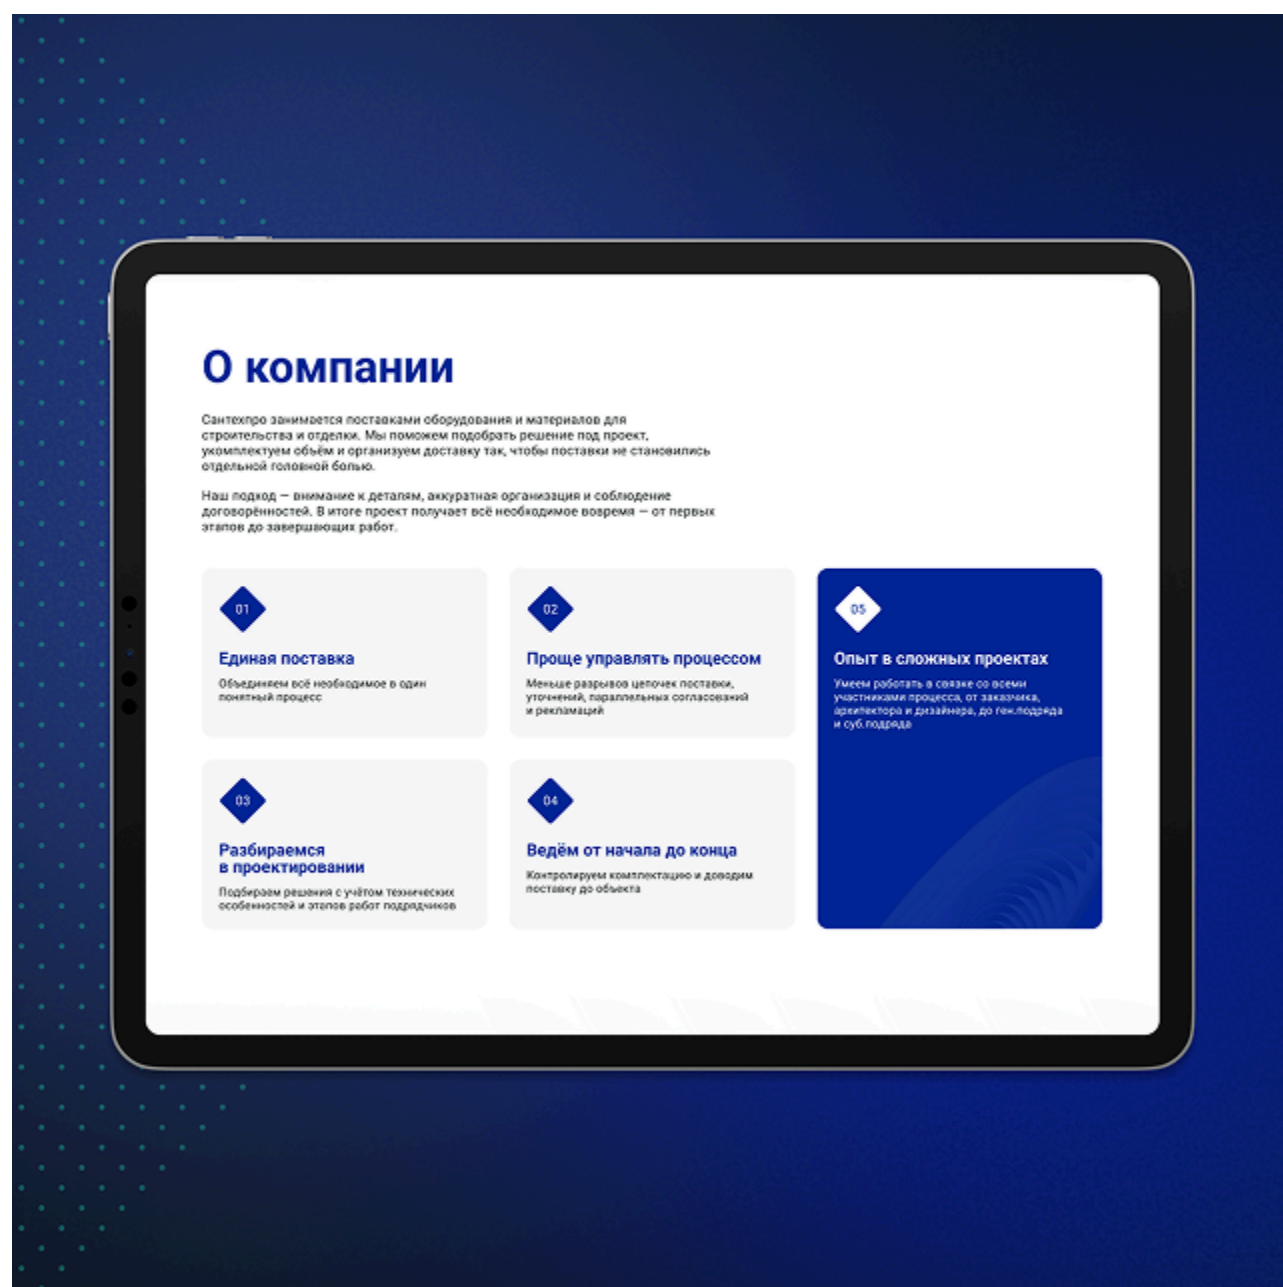 О компании
Сантехпро занимается поставками оборудования и материалов для
строительства и отделки. Мы поможем подобрать решение под проект,
укомплектуем объём и организуем доставку так, чтобы поставки не становились
отдельной головной болью.
Наш подход — внимание к деталям, аккуратная организация и соблюдение
договорённостей. В итоге проект получает всё необходимое вовремя — от первых
этапов до завершающих работ.
01
Единая поставка
Объединяем всё необходимое в один
понятный процесс
02
Проще управлять процессом
Меньше разрывов цепочек поставки,
уточнений, параллельных согласований
и рекламаций
03
Разбираемся
в проектировании
Подбираем решения с учётом технических
особенностей и этапов работ подрядчиков
04
Ведём от начала до конца
Контролируем комплектацию и доводим
поставку до объекта
05
Опыт в сложных проектах
Умеем работать в связке со всеми
участниками процесса, от заказчика,
архитектора и дизайнера, до ген.подряда
и суб.подряда